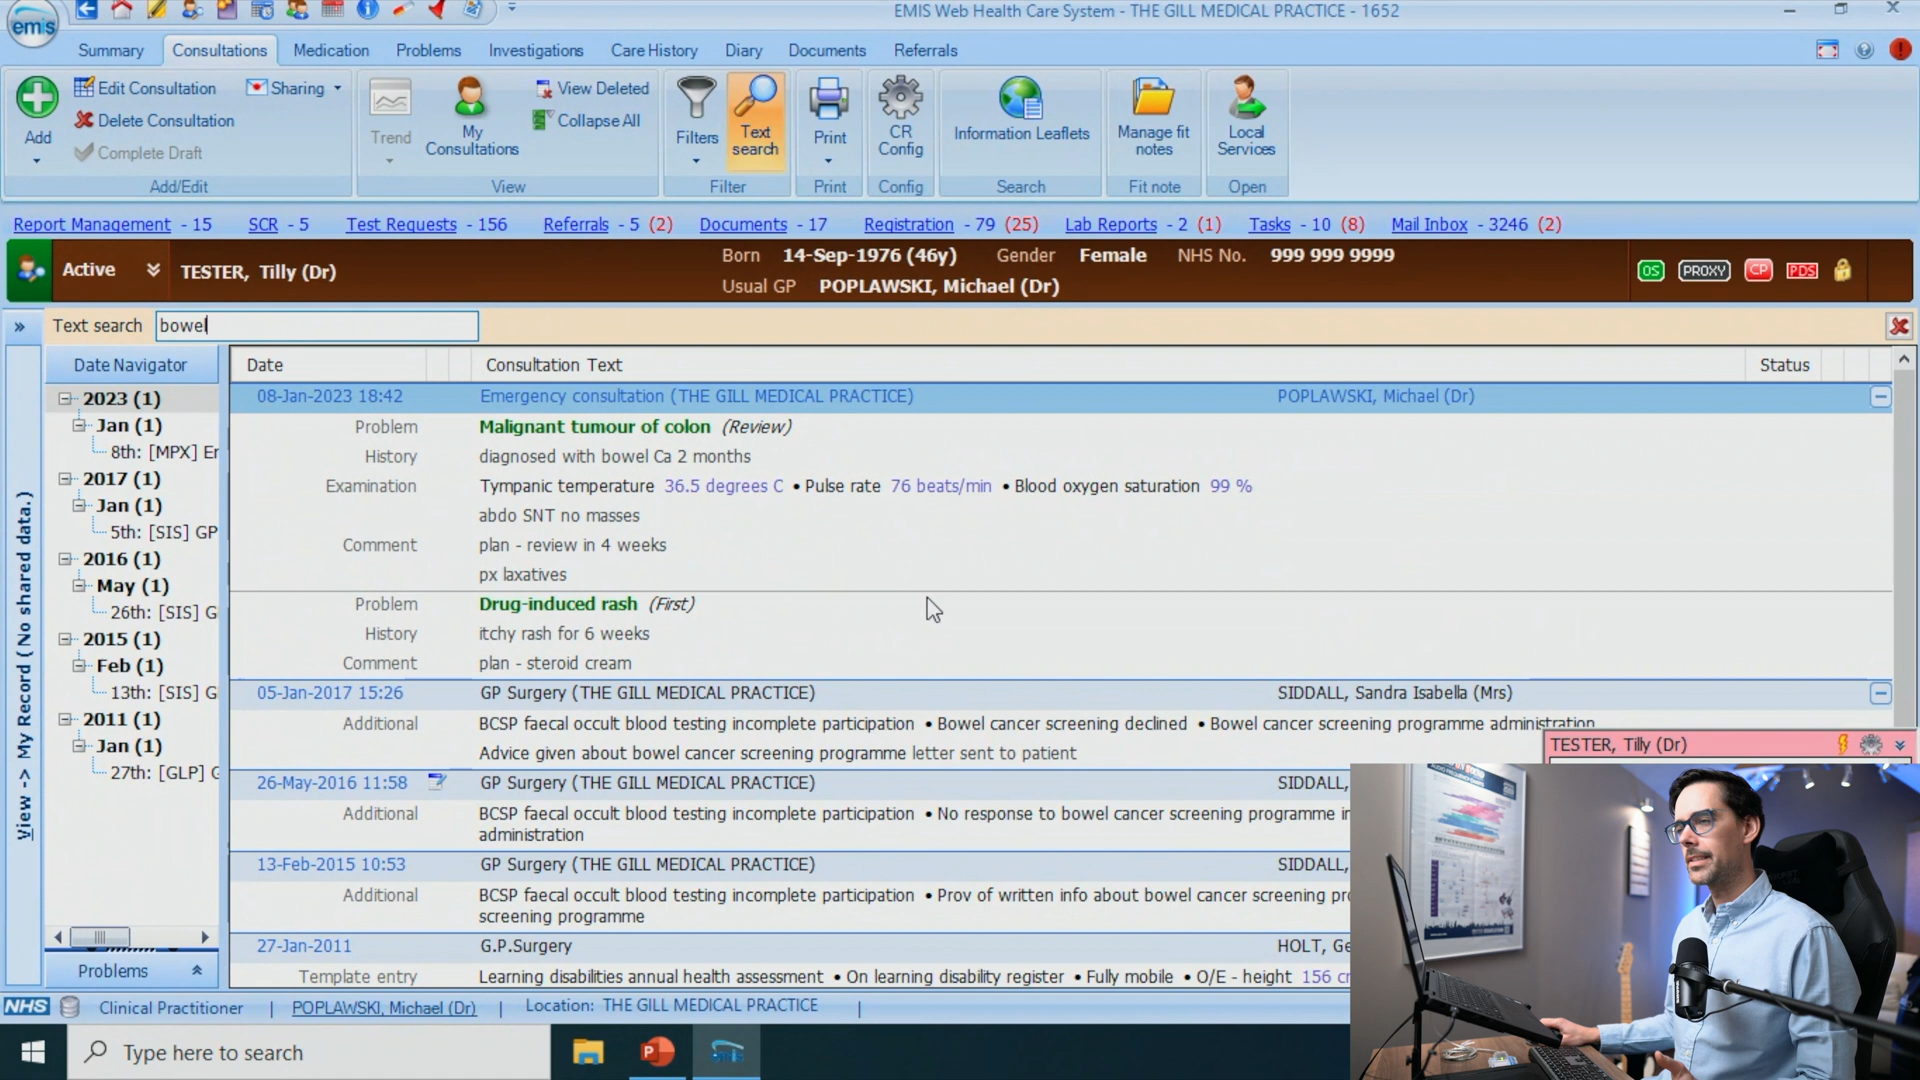 emis
EMIS Web Health Care System - THE GILL MEDICAL PRACTICE - 1652
Summary Consultations Medication Problems Investigations Care History Diary Documents Referrals
Add
Edit Consultation
Delete Consultation
Complete Draft
Sharing
Add/Edit
Trend
My Consultations
View Deleted
Collapse All
View
Filters
Text search
Filter
Print
Print
CR Config
Config
Information Leaflets
Search
Manage fit notes
Fit note
Local Services
Open
Report Management - 15 SCR - 5 Test Requests - 156 Referrals - 5 (2) Documents - 17 Registration - 79 (25) Lab Reports - 2 (1) Tasks - 10 (8) Mail Inbox - 3246 (2)
Active TESTER, Tilly (Dr) Born 14-Sep-1976 (46y) Gender Female NHS No. 999 999 9999
Usual GP POPLAWSKI, Michael (Dr)
OS PROXY CP PDS
Text search bowel
View -> My Record ( No shared data.)
Date Navigator
2023 (1)
Jan (1)
8th: [MPX] Er
2017 (1)
Jan (1)
5th: [SIS] GP
2016 (1)
May (1)
26th: [SIS] G
2015 (1)
Feb (1)
13th: [SIS] G
2011 (1)
Jan (1)
27th: [GLP] G
Problems
Date Consultation Text Status
08-Jan-2023 18:42 Emergency consultation (THE GILL MEDICAL PRACTICE) POPLAWSKI, Michael (Dr)
Problem Malignant tumour of colon (Review)
History diagnosed with bowel Ca 2 months
Examination Tympanic temperature 36.5 degrees C • Pulse rate 76 beats/min • Blood oxygen saturation 99 %
abdo SNT no masses
Comment plan - review in 4 weeks
px laxatives
Problem Drug-induced rash (First)
History itchy rash for 6 weeks
Comment plan - steroid cream
05-Jan-2017 15:26 GP Surgery (THE GILL MEDICAL PRACTICE) SIDDALL, Sandra Isabella (Mrs)
Additional BCSP faecal occult blood testing incomplete participation • Bowel cancer screening declined • Bowel cancer screening programme administration
Advice given about bowel cancer screening programme letter sent to patient
TESTER, Tilly (Dr)
26-May-2016 11:58 GP Surgery (THE GILL MEDICAL PRACTICE) SIDDALL,
Additional BCSP faecal occult blood testing incomplete participation • No response to bowel cancer screening programme in
administration
13-Feb-2015 10:53 GP Surgery (THE GILL MEDICAL PRACTICE) SIDDALL,
Additional BCSP faecal occult blood testing incomplete participation • Prov of written info about bowel cancer screening pr
screening programme
27-Jan-2011 G.P.Surgery HOLT, Ge
Template entry Learning disabilities annual health assessment • On learning disability register • Fully mobile • O/E - height 156 cr
NHS Clinical Practitioner | POPLAWSKI, Michael (Dr) | Location: THE GILL MEDICAL PRACTICE |
Type here to search
P
emis